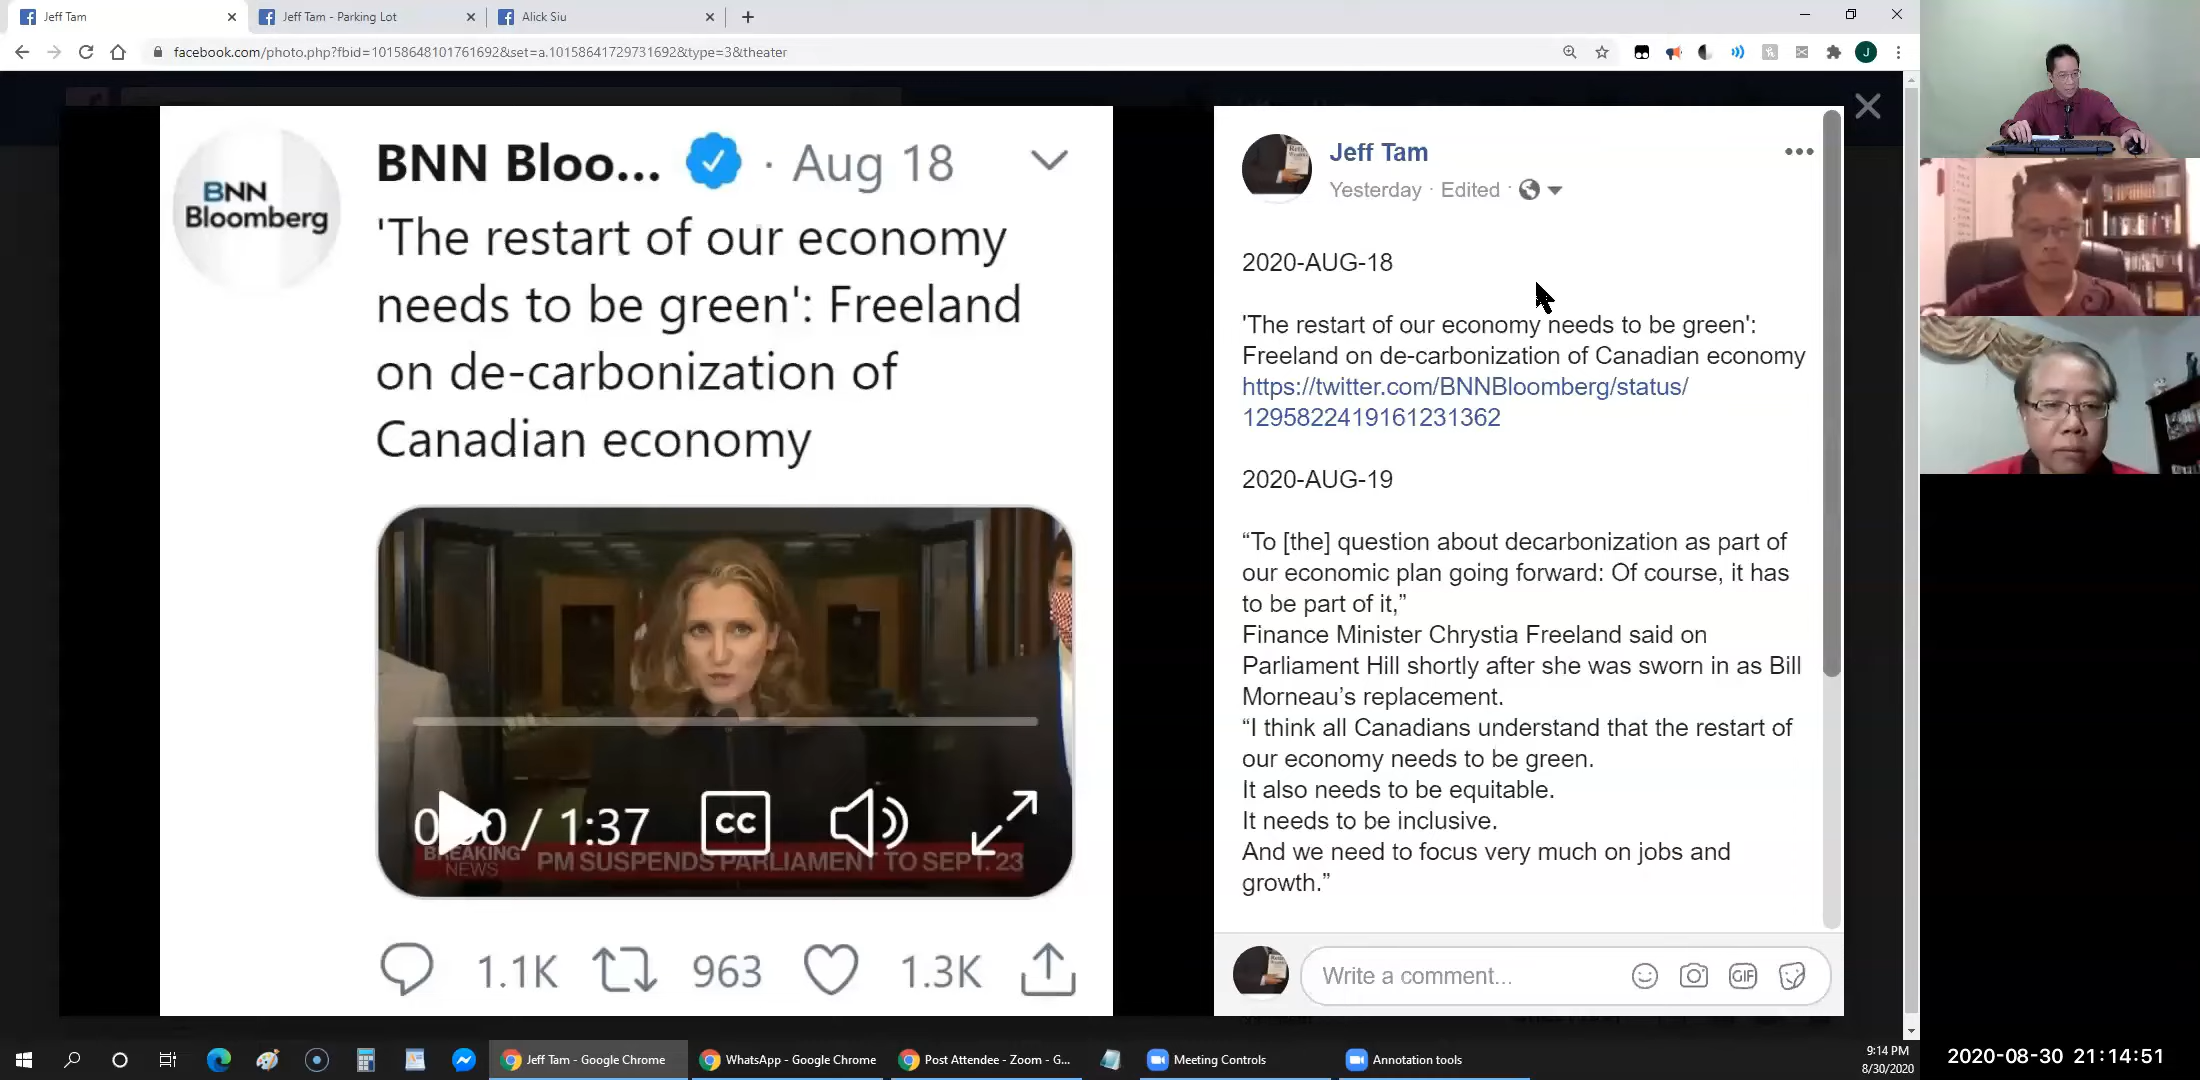 Jeff Tam
Jeff Tam - Parking Lot
Alick Siu
facebook.com/photo.php?fbid=10158648101761692&set=a.10158641729731692&type=3&theater
J
BNN
Bloomberg
BNN Bloo... · Aug 18
'The restart of our economy
needs to be green': Freeland
on de-carbonization of
Canadian economy
0:00 / 1:37
CC
BREAKING
NEWS
PM SUSPENDS PARLIAMENT TO SEPT. 23
1.1K 963 1.3K
Jeff Tam
Yesterday · Edited ·
2020-AUG-18
'The restart of our economy needs to be green':
Freeland on de-carbonization of Canadian economy
https://twitter.com/BNNBloomberg/status/
1295822419161231362
2020-AUG-19
“To [the] question about decarbonization as part of
our economic plan going forward: Of course, it has
to be part of it,”
Finance Minister Chrystia Freeland said on
Parliament Hill shortly after she was sworn in as Bill
Morneau’s replacement.
“I think all Canadians understand that the restart of
our economy needs to be green.
It also needs to be equitable.
It needs to be inclusive.
And we need to focus very much on jobs and
growth.”
Write a comment...
GIF
Jeff Tam - Google Chrome
WhatsApp - Google Chrome
Post Attendee - Zoom - G...
Meeting Controls
Annotation tools
9:14 PM
8/30/2020
2020-08-30 21:14:51